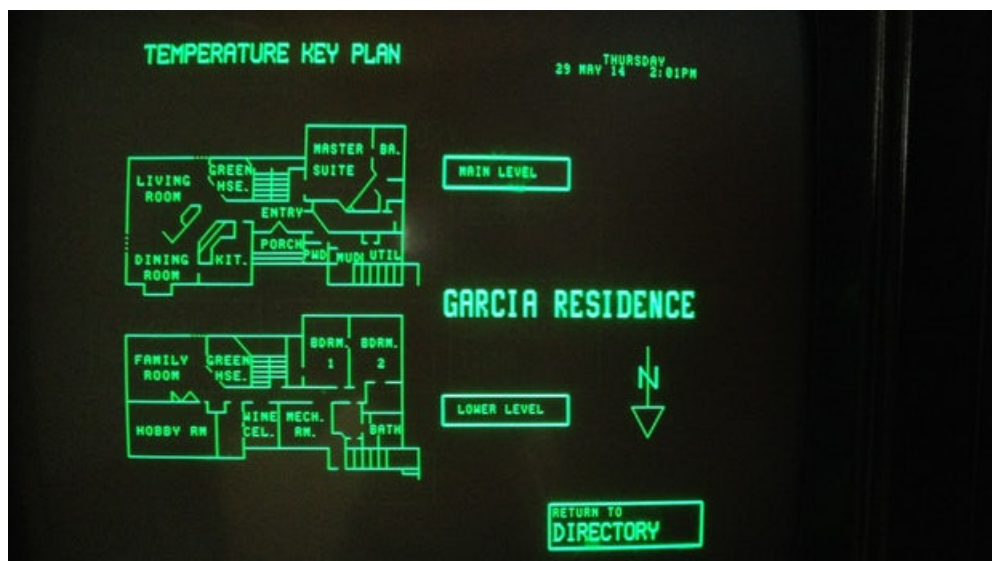 TEMPERATURE KEY PLAN
THURSDAY
29 MAY 14 2:01PM
MASTER
SUITE
BA.
LIVING
ROOM
GREEN
HSE.
ENTRY
PORCH
DINING
ROOM
KIT.
PWD
MUD
UTIL
MAIN LEVEL
GARCIA RESIDENCE
FAMILY
ROOM
GREEN
HSE.
BDRM.
1
BDRM.
2
HOBBY RM
WINE
CEL.
MECH.
RM.
BATH
LOWER LEVEL
N
RETURN TO
DIRECTORY